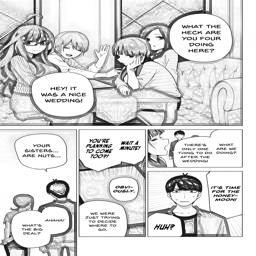 WHAT THE
HECK ARE
YOU FOUR
DOING
HERE?
HEY! IT
WAS A NICE
WEDDING!
WHAT ARE
WE
DOING?
THERE'S
ONLY ONE
THING TO DO
AFTER THE
WEDDING!
IT'S TIME
FOR THE
HONEY-
MOON!
HUH?
WAIT A
MINUTE!
YOU'RE
PLANNING
TO COME
TOO?!
OBVI-
OUSLY.
WE WERE
JUST TRYING
TO DECIDE
WHERE TO
GO.
YOUR
SISTERS...
ARE NUTS...
AHAHA!
WHAT'S
THE BIG
DEAL?